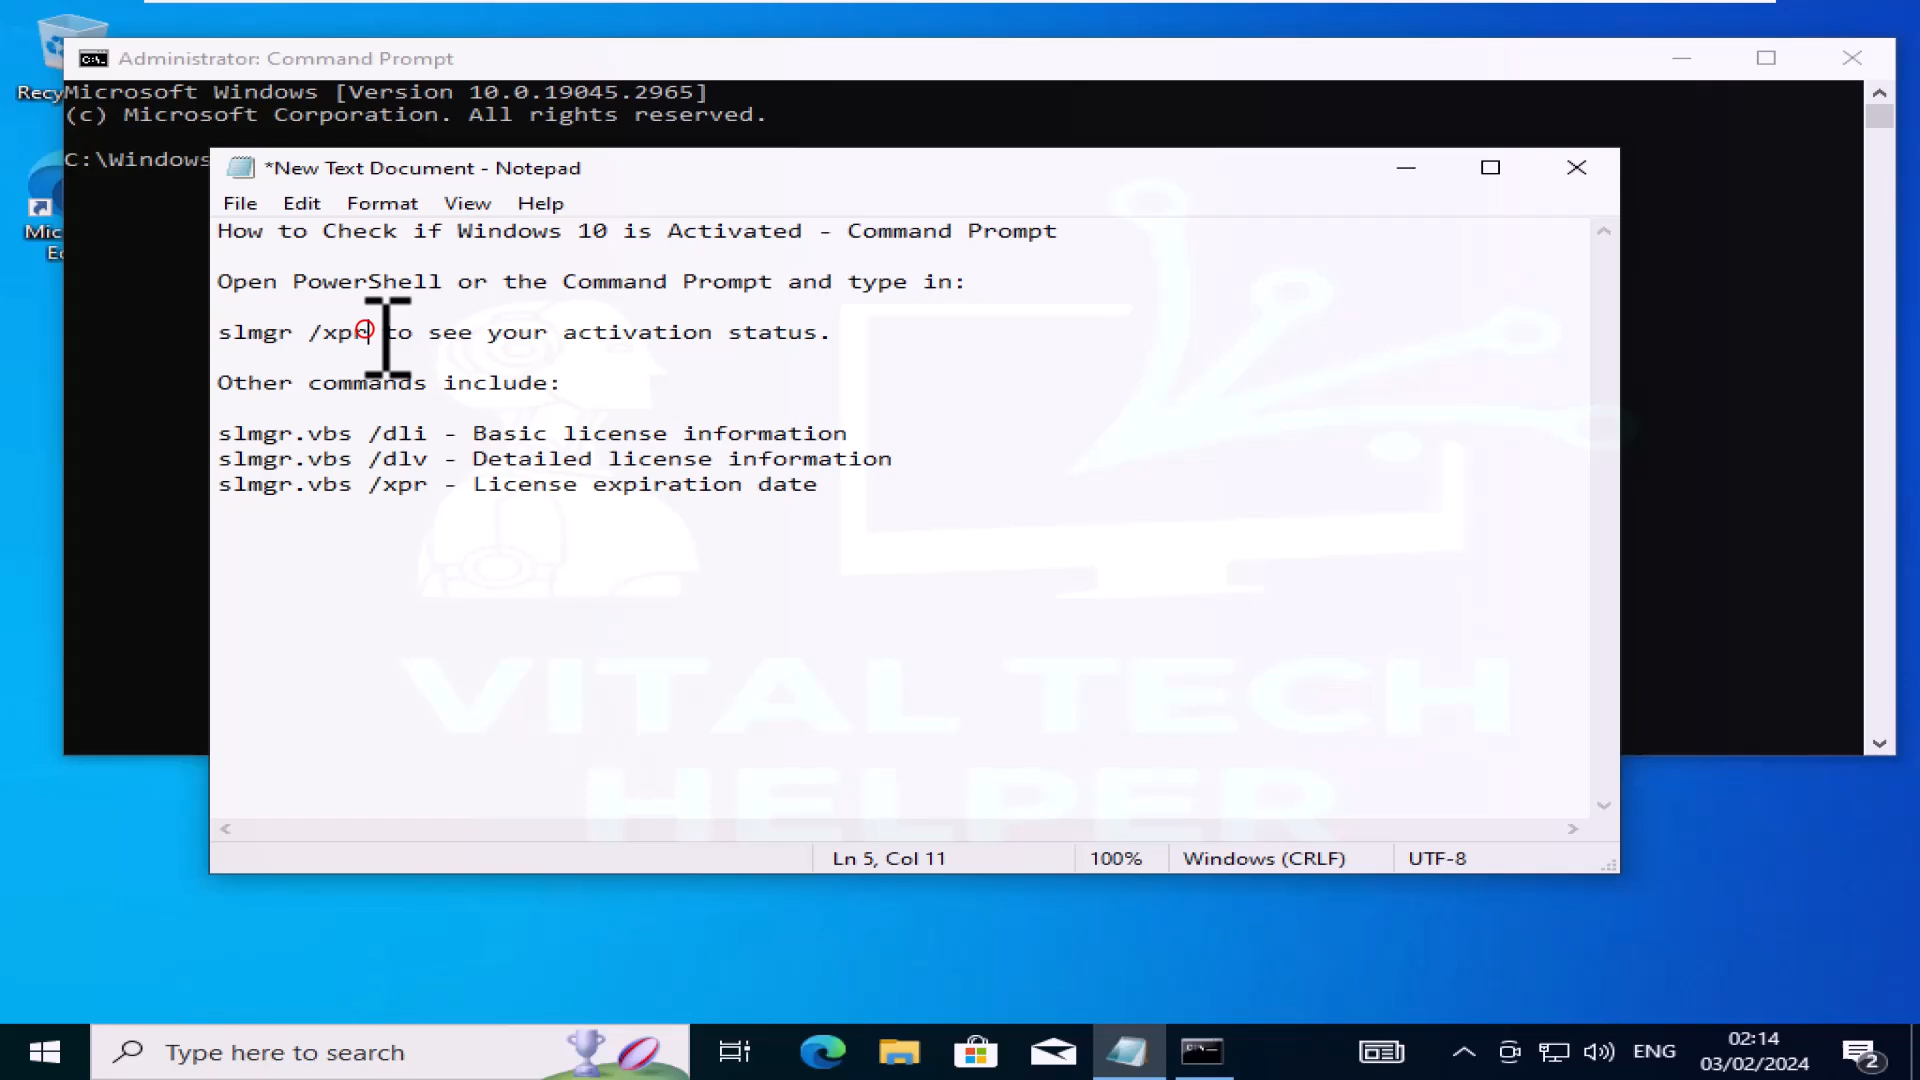 Administrator: Command Prompt
Recy
Microsoft Windows [Version 10.0.19045.2965]
(c) Microsoft Corporation. All rights reserved.
C:\Windows
*New Text Document - Notepad
File Edit Format View Help
Mic
Ec
How to Check if Windows 10 is Activated - Command Prompt
Open PowerShell or the Command Prompt and type in:
slmgr /xpr to see your activation status.
Other commands include:
slmgr.vbs /dli - Basic license information
slmgr.vbs /dlv - Detailed license information
slmgr.vbs /xpr - License expiration date
VITAL TECH
HELPER
Ln 5, Col 11 100% Windows (CRLF) UTF-8
Type here to search
ENG
02:14
03/02/2024
2